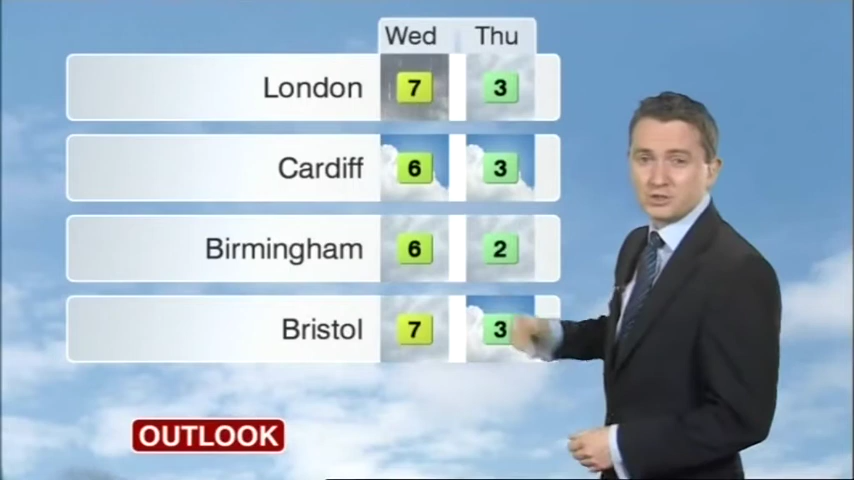 Wed Thu
London 7 3
Cardiff 6 3
Birmingham 6 2
Bristol 7 3
OUTLOOK